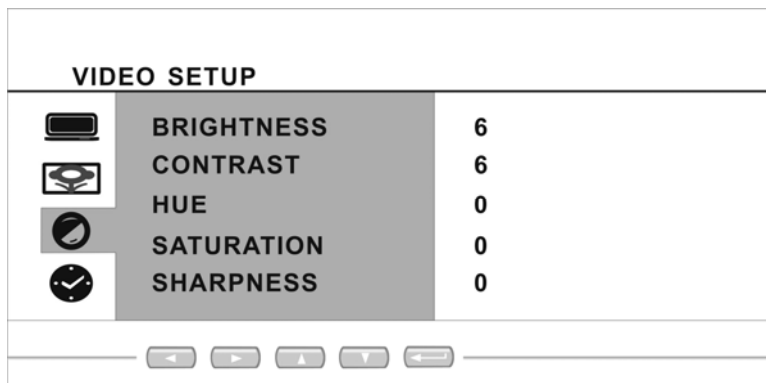 VIDEO SETUP
BRIGHTNESS 6
CONTRAST 6
HUE 0
SATURATION 0
SHARPNESS 0